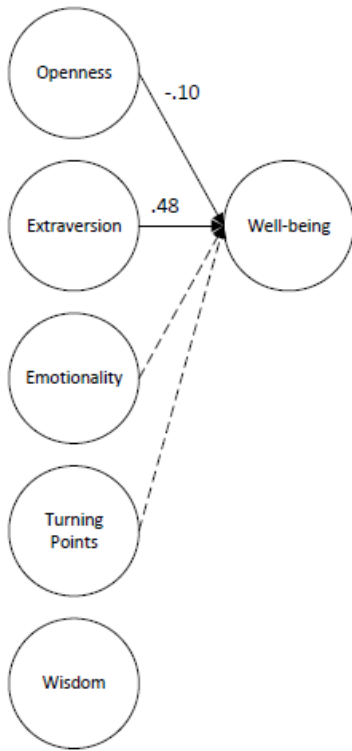 Openness
-.10
Extraversion
.48
Well-being
Emotionality
Turning
Points
Wisdom